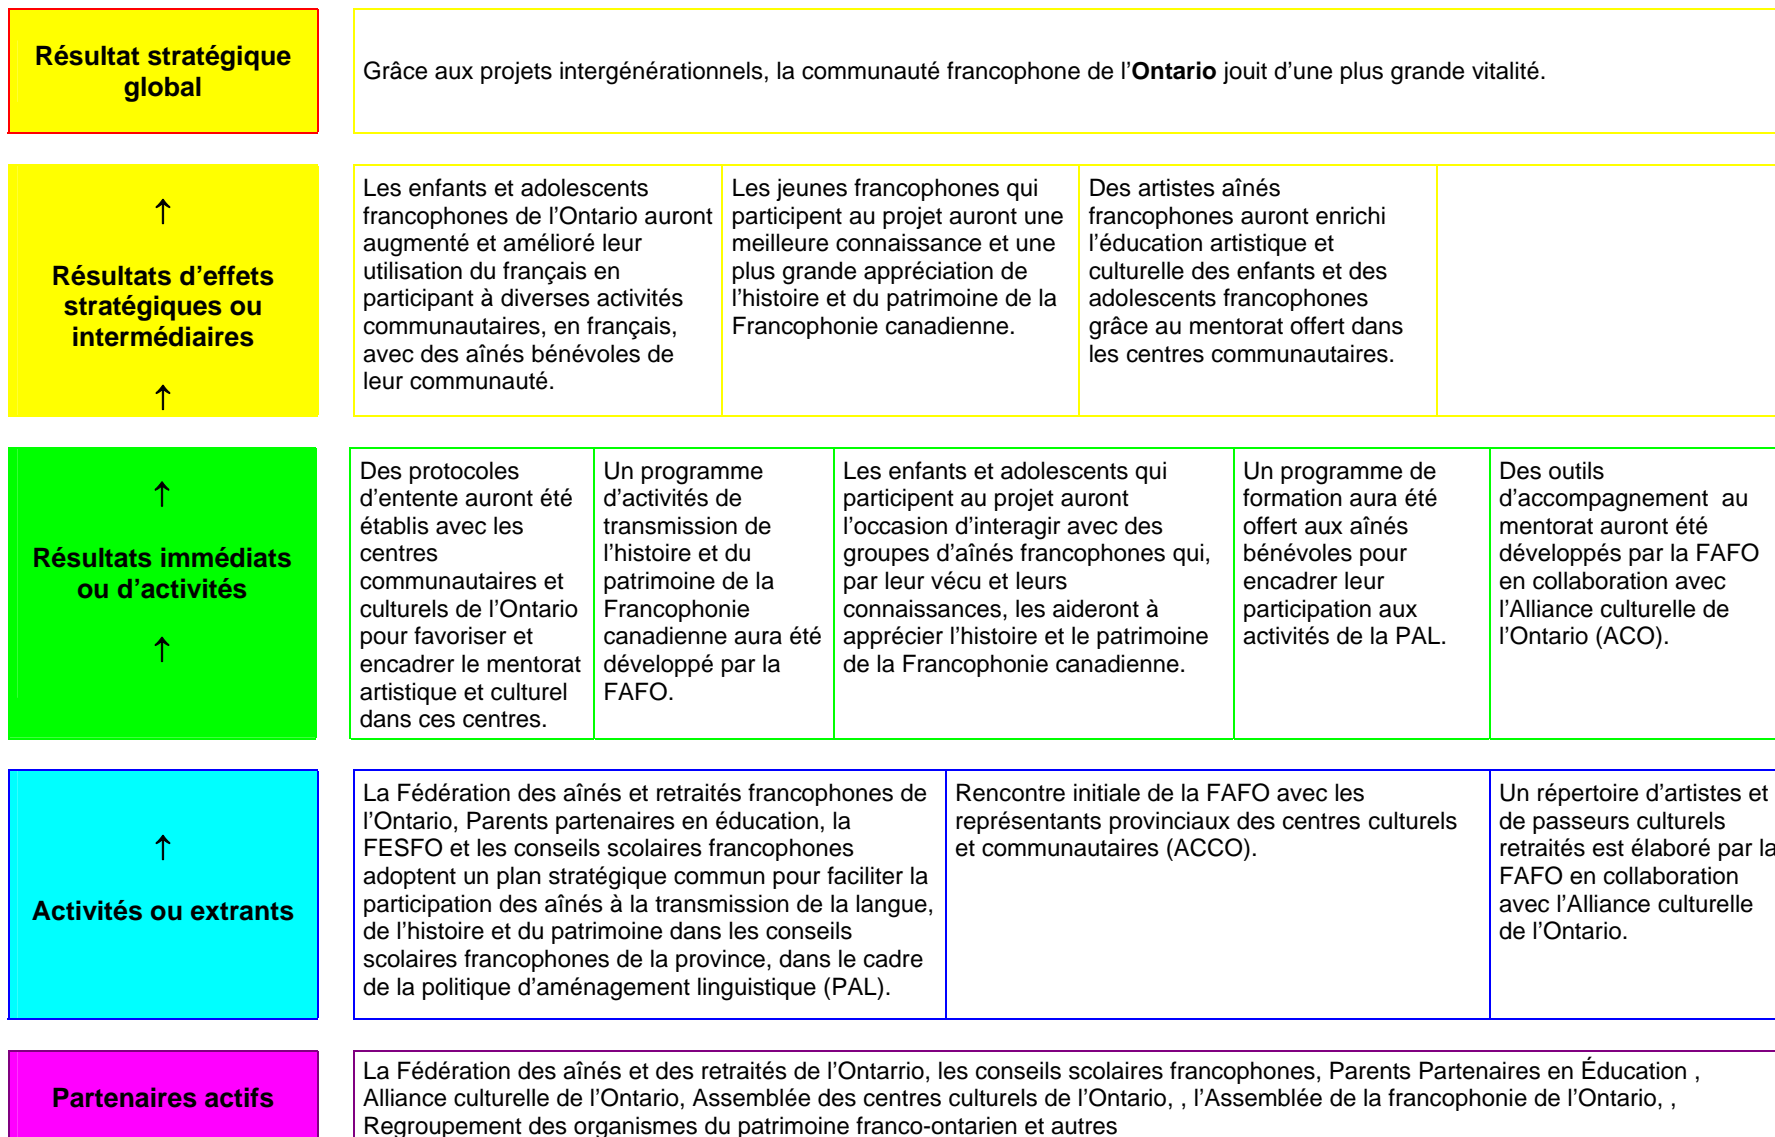 Résultat stratégique
global
Grâce aux projets intergénérationnels, la communauté francophone de l’Ontario jouit d’une plus grande vitalité.
↑
Résultats d’effets
stratégiques ou
intermédiaires
↑
Les enfants et adolescents
francophones de l’Ontario auront
augmenté et amélioré leur
utilisation du français en
participant à diverses activités
communautaires, en français,
avec des aînés bénévoles de
leur communauté.
Les jeunes francophones qui
participent au projet auront une
meilleure connaissance et une
plus grande appréciation de
l’histoire et du patrimoine de la
Francophonie canadienne.
Des artistes aînés
francophones auront enrichi
l’éducation artistique et
culturelle des enfants et des
adolescents francophones
grâce au mentorat offert dans
les centres communautaires.
↑
Résultats immédiats
ou d’activités
↑
Des protocoles
d’entente auront été
établis avec les
centres
communautaires et
culturels de l’Ontario
pour favoriser et
encadrer le mentorat
artistique et culturel
dans ces centres.
Un programme
d’activités de
transmission de
l’histoire et du
patrimoine de la
Francophonie
canadienne aura été
développé par la
FAFO.
Les enfants et adolescents qui
participent au projet auront
l’occasion d’interagir avec des
groupes d’aînés francophones qui,
par leur vécu et leurs
connaissances, les aideront à
apprécier l’histoire et le patrimoine
de la Francophonie canadienne.
Un programme de
formation aura été
offert aux aînés
bénévoles pour
encadrer leur
participation aux
activités de la PAL.
Des outils
d’accompagnement  au
mentorat auront été
développés par la FAFO
en collaboration avec
l’Alliance culturelle de
l’Ontario (ACO).
↑
Activités ou extrants
La Fédération des aînés et retraités francophones de
l’Ontario, Parents partenaires en éducation, la
FESFO et les conseils scolaires francophones
adoptent un plan stratégique commun pour faciliter la
participation des aînés à la transmission de la langue,
de l’histoire et du patrimoine dans les conseils
scolaires francophones de la province, dans le cadre
de la politique d’aménagement linguistique (PAL).
Rencontre initiale de la FAFO avec les
représentants provinciaux des centres culturels
et communautaires (ACCO).
Un répertoire d’artistes et
de passeurs culturels
retraités est élaboré par la
FAFO en collaboration
avec l’Alliance culturelle
de l’Ontario.
Partenaires actifs
La Fédération des aînés et des retraités de l’Ontarrio, les conseils scolaires francophones, Parents Partenaires en Éducation ,
Alliance culturelle de l’Ontario, Assemblée des centres culturels de l’Ontario, , l’Assemblée de la francophonie de l’Ontario, ,
Regroupement des organismes du patrimoine franco-ontarien et autres